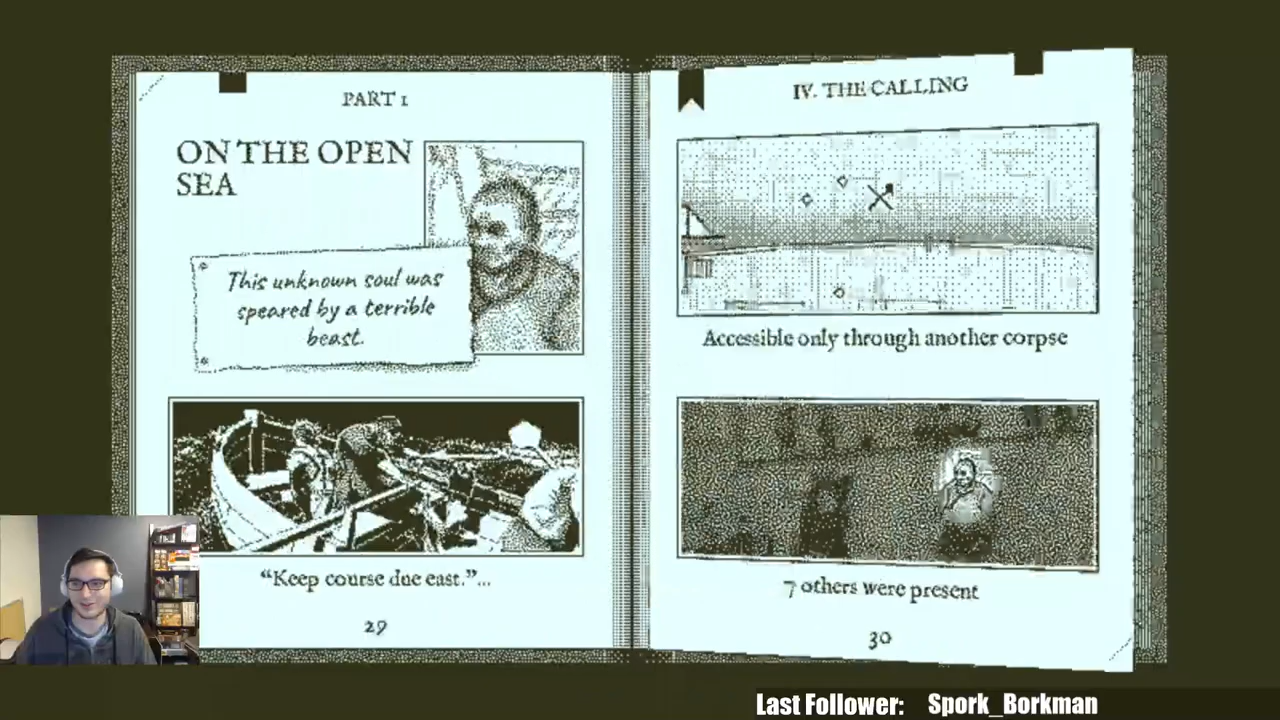 PART 1
ON THE OPEN
SEA
This unknown soul was
speared by a terrible
beast.
"Keep course due east."...
29
IV. THE CALLING
Accessible only through another corpse
7 others were present
30
Last Follower: Spork_Borkman